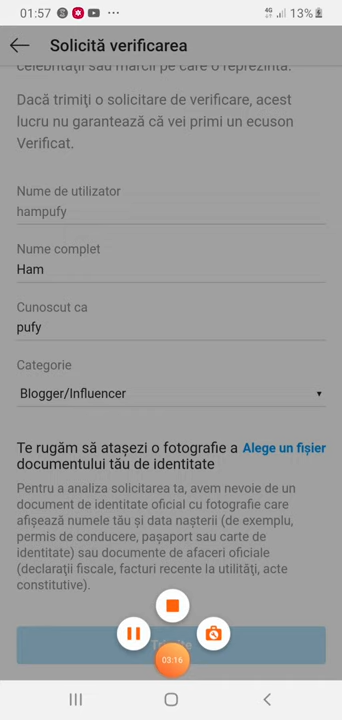 01:57
4G 13%
Solicită verificarea
celebrității sau mărcii pe care o reprezintă.
Dacă trimiți o solicitare de verificare, acest
lucru nu garantează că vei primi un ecuson
Verificat.
Nume de utilizator
hampufy
Nume complet
Ham
Cunoscut ca
pufy
Categorie
Blogger/Influencer
Te rugăm să atașezi o fotografie a Alege un fișier
documentului tău de identitate
Pentru a analiza solicitarea ta, avem nevoie de un
document de identitate oficial cu fotografie care
afișează numele tău și data nașterii (de exemplu,
permis de conducere, pașaport sau carte de
identitate) sau documente de afaceri oficiale
(declarații fiscale, facturi recente la utilități, acte
constitutive).
03:16